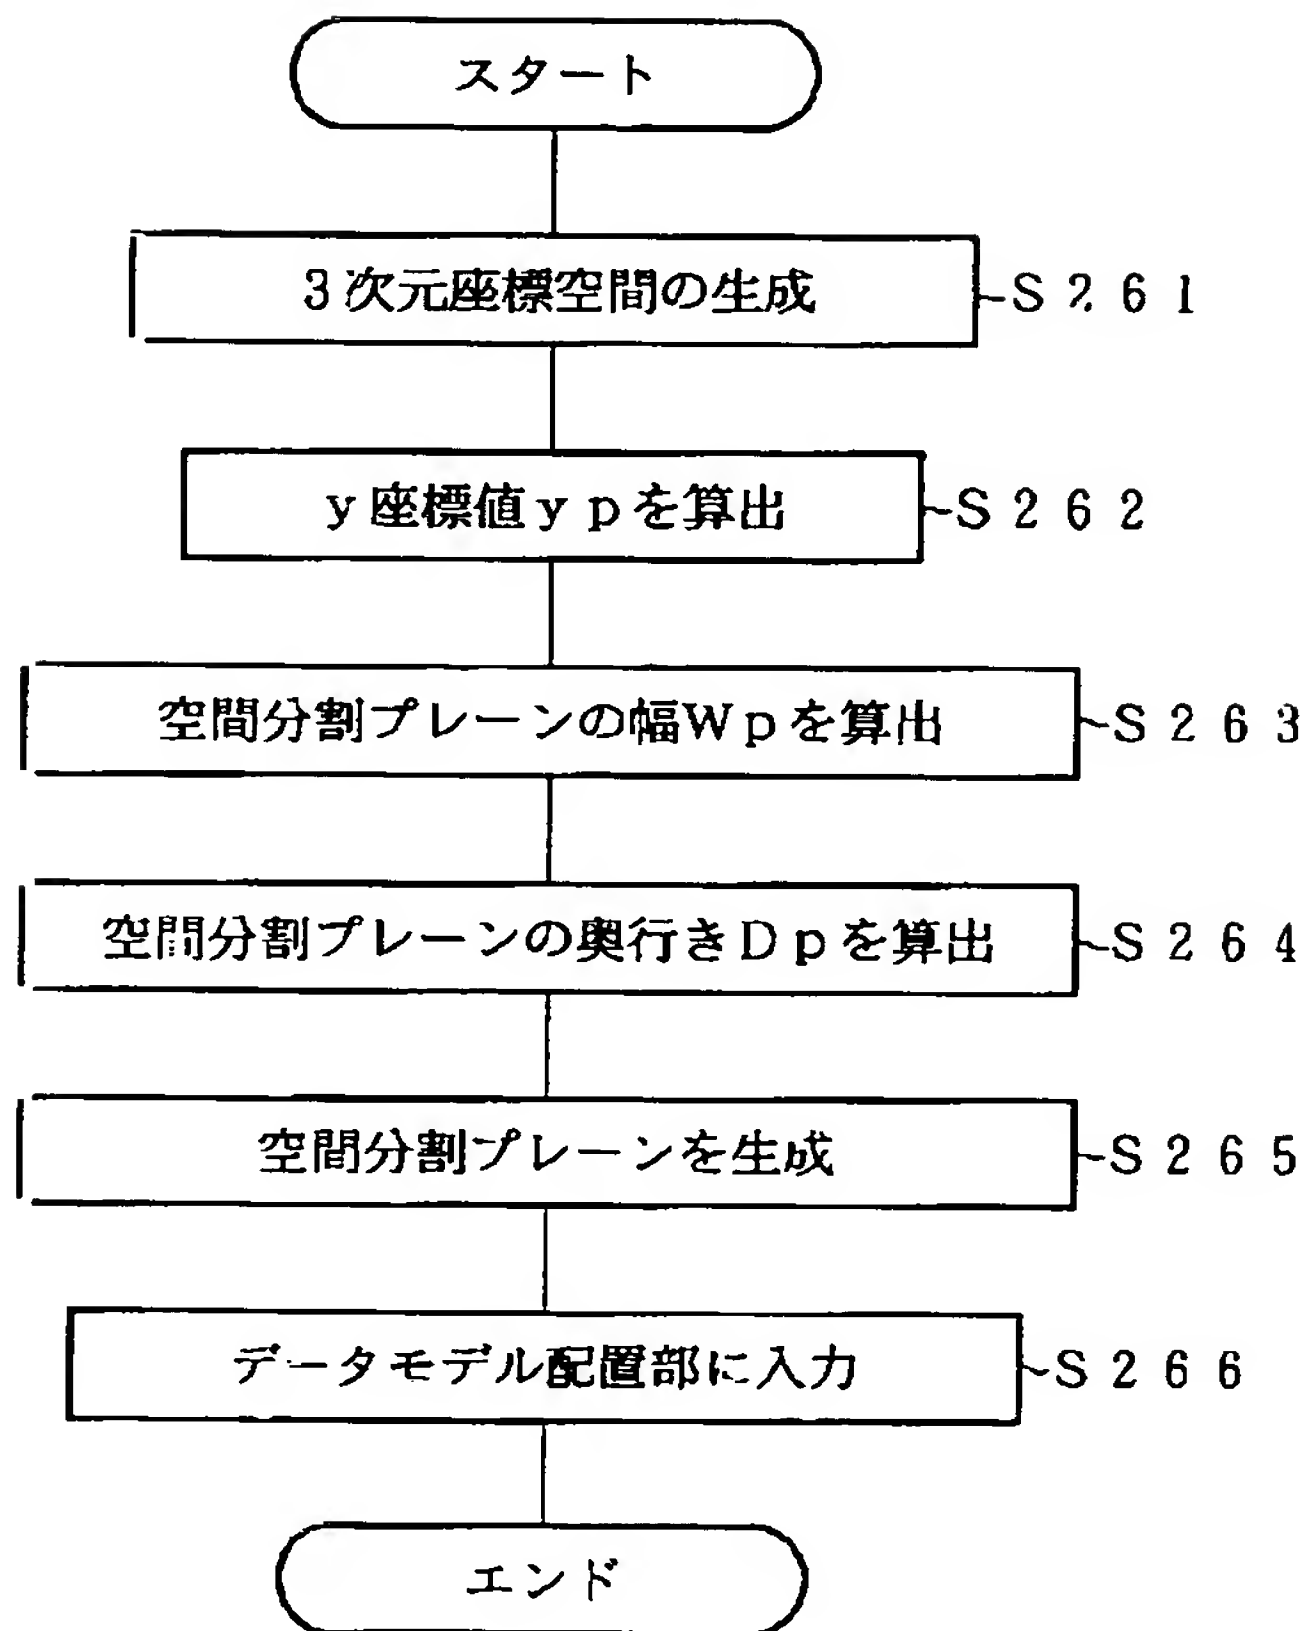 スタート
3次元座標空間の生成 S261
y座標値ypを算出 S262
空間分割プレーンの幅Wpを算出 S263
空間分割プレーンの奥行きDpを算出 S264
空間分割プレーンを生成 S265
データモデル配置部に入力 S266
エンド